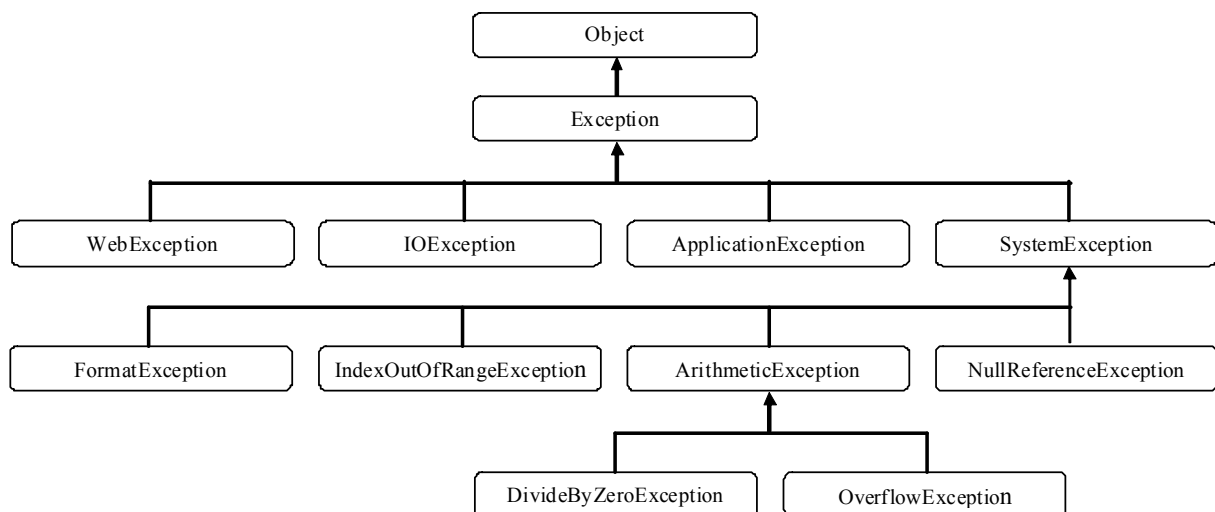 Object
Exception
WebException
IOException
ApplicationException
SystemException
FormatException
IndexOutOfRangeException
ArithmeticException
NullReferenceException
DivideByZeroException
OverflowException